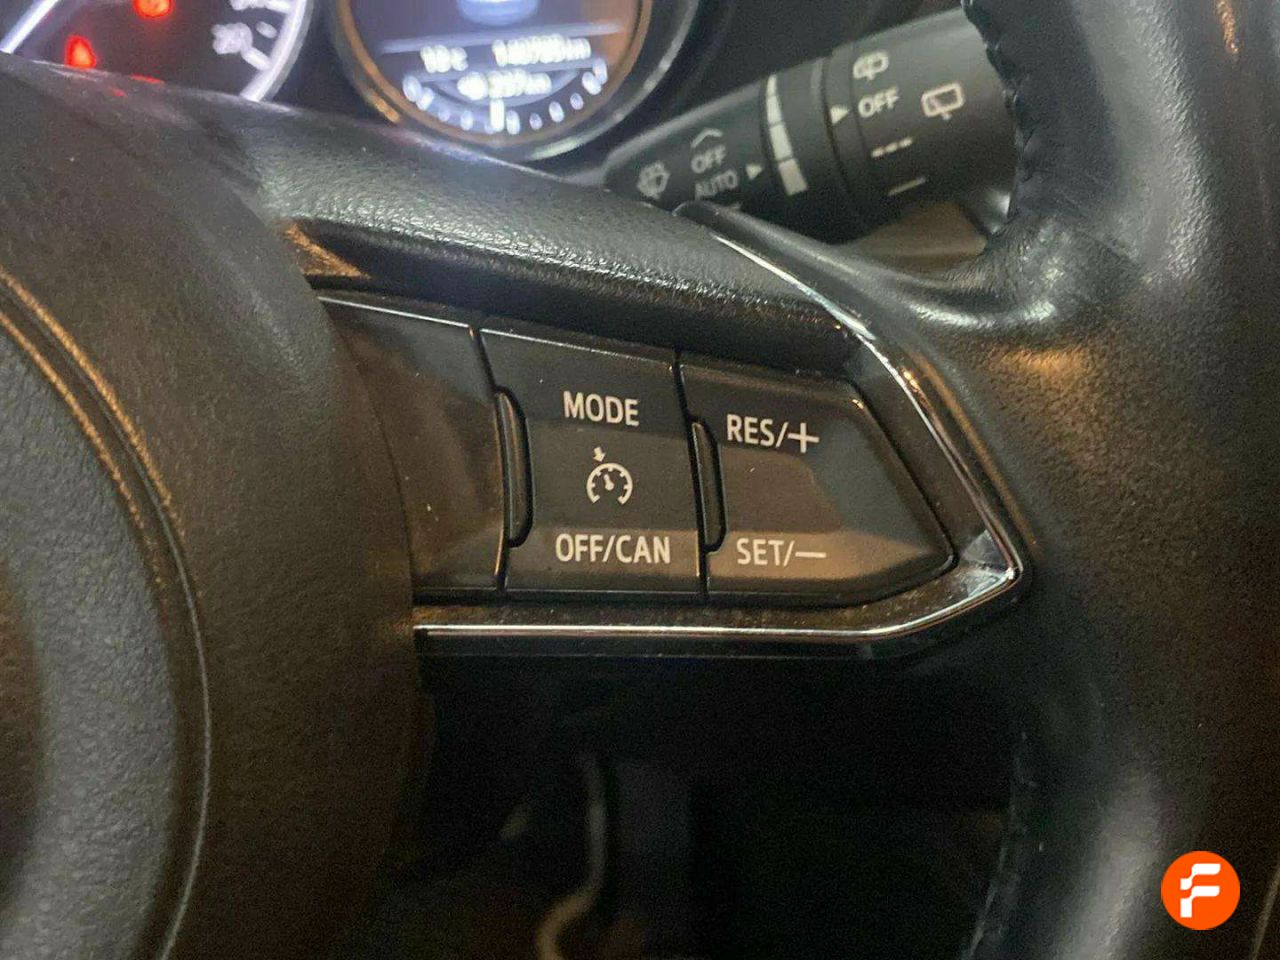 OFF
OFF
AUTO
MODE
RES/+
OFF/CAN
SET/—